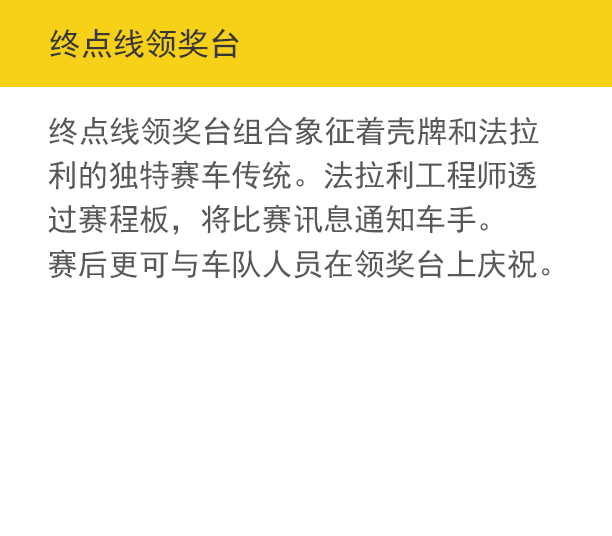 终点线领奖台
终点线领奖台组合象征着壳牌和法拉
利的独特赛车传统。法拉利工程师透
过赛程板，将比赛讯息通知车手。
赛后更可与车队人员在领奖台上庆祝。